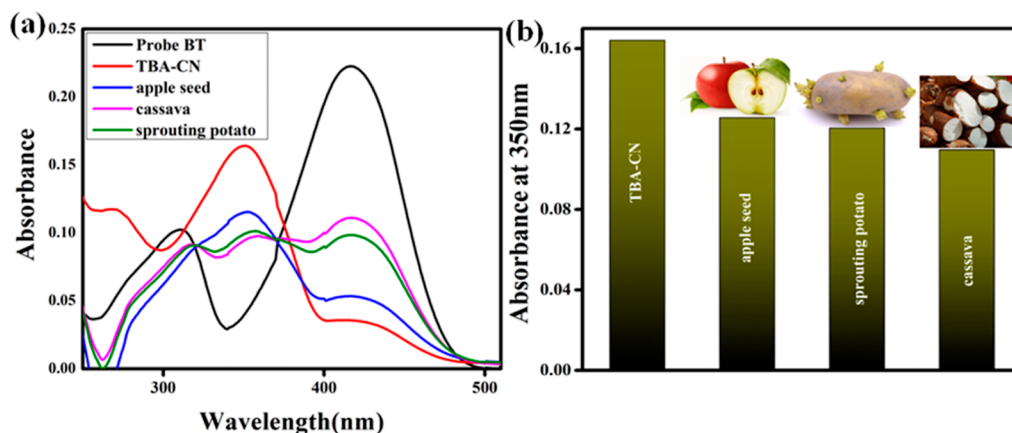 (a)
0.25
0.20
0.15
0.10
0.05
0.00
Absorbance
Probe BT
TBA-CN
apple seed
cassava
sprouting potato
300
400
500
Wavelength(nm)
(b)
0.16
0.12
0.08
0.04
0.00
Absorbance at 350nm
TBA-CN
apple seed
sprouting potato
cassava